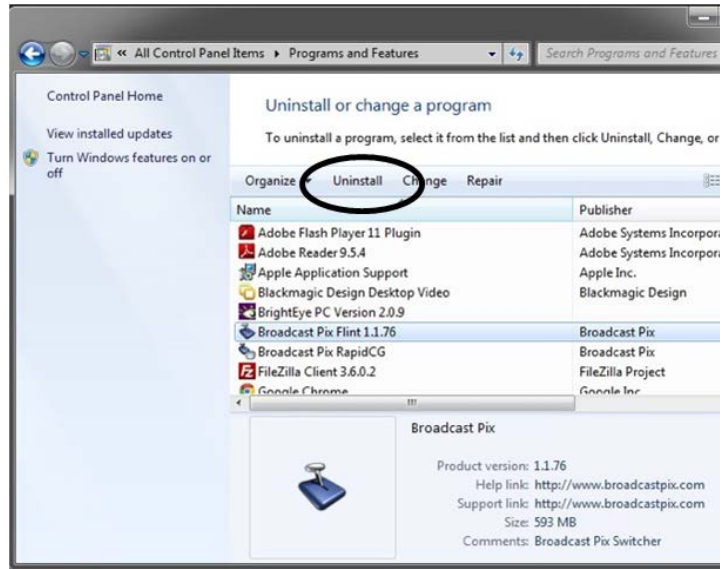 « All Control Panel Items ▸ Programs and Features
Search Programs and Features
Control Panel Home
View installed updates
Turn Windows features on or
off
Uninstall or change a program
To uninstall a program, select it from the list and then click Uninstall, Change, or
Organize Uninstall Change Repair
Name Publisher
Adobe Flash Player 11 Plugin Adobe Systems Incorpora
Adobe Reader 9.5.4 Adobe Systems Incorpora
Apple Application Support Apple Inc.
Blackmagic Design Desktop Video Blackmagic Design
BrightEye PC Version 2.0.9
Broadcast Pix Flint 1.1.76 Broadcast Pix
Broadcast Pix RapidCG Broadcast Pix
FileZilla Client 3.6.0.2 FileZilla Project
Google Chrome Google Inc
Broadcast Pix
Product version: 1.1.76
Help link: http://www.broadcastpix.com
Support link: http://www.broadcastpix.com
Size: 593 MB
Comments: Broadcast Pix Switcher